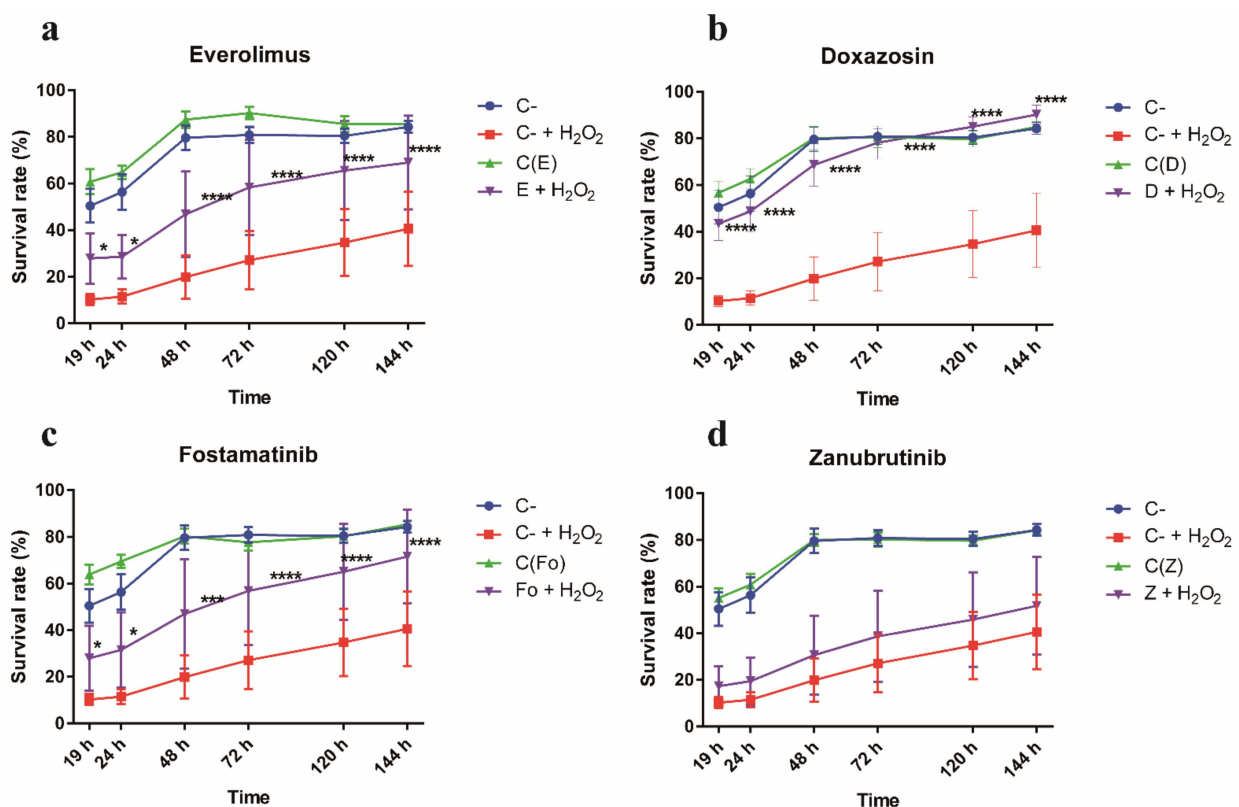 a
Everolimus
Survival rate (%)
100
80
60
40
20
0
* * **** **** **** ****
19 h 24 h 48 h 72 h 120 h 144 h
Time
C-
C- + H₂O₂
C(E)
E + H₂O₂
b
Doxazosin
Survival rate (%)
100
80
60
40
20
0
**** **** **** **** **** ****
19 h 24 h 48 h 72 h 120 h 144 h
Time
C-
C- + H₂O₂
C(D)
D + H₂O₂
c
Fostamatinib
Survival rate (%)
100
80
60
40
20
0
* * *** **** **** ****
19 h 24 h 48 h 72 h 120 h 144 h
Time
C-
C- + H₂O₂
C(Fo)
Fo + H₂O₂
d
Zanubrutinib
Survival rate (%)
100
80
60
40
20
0
19 h 24 h 48 h 72 h 120 h 144 h
Time
C-
C- + H₂O₂
C(Z)
Z + H₂O₂